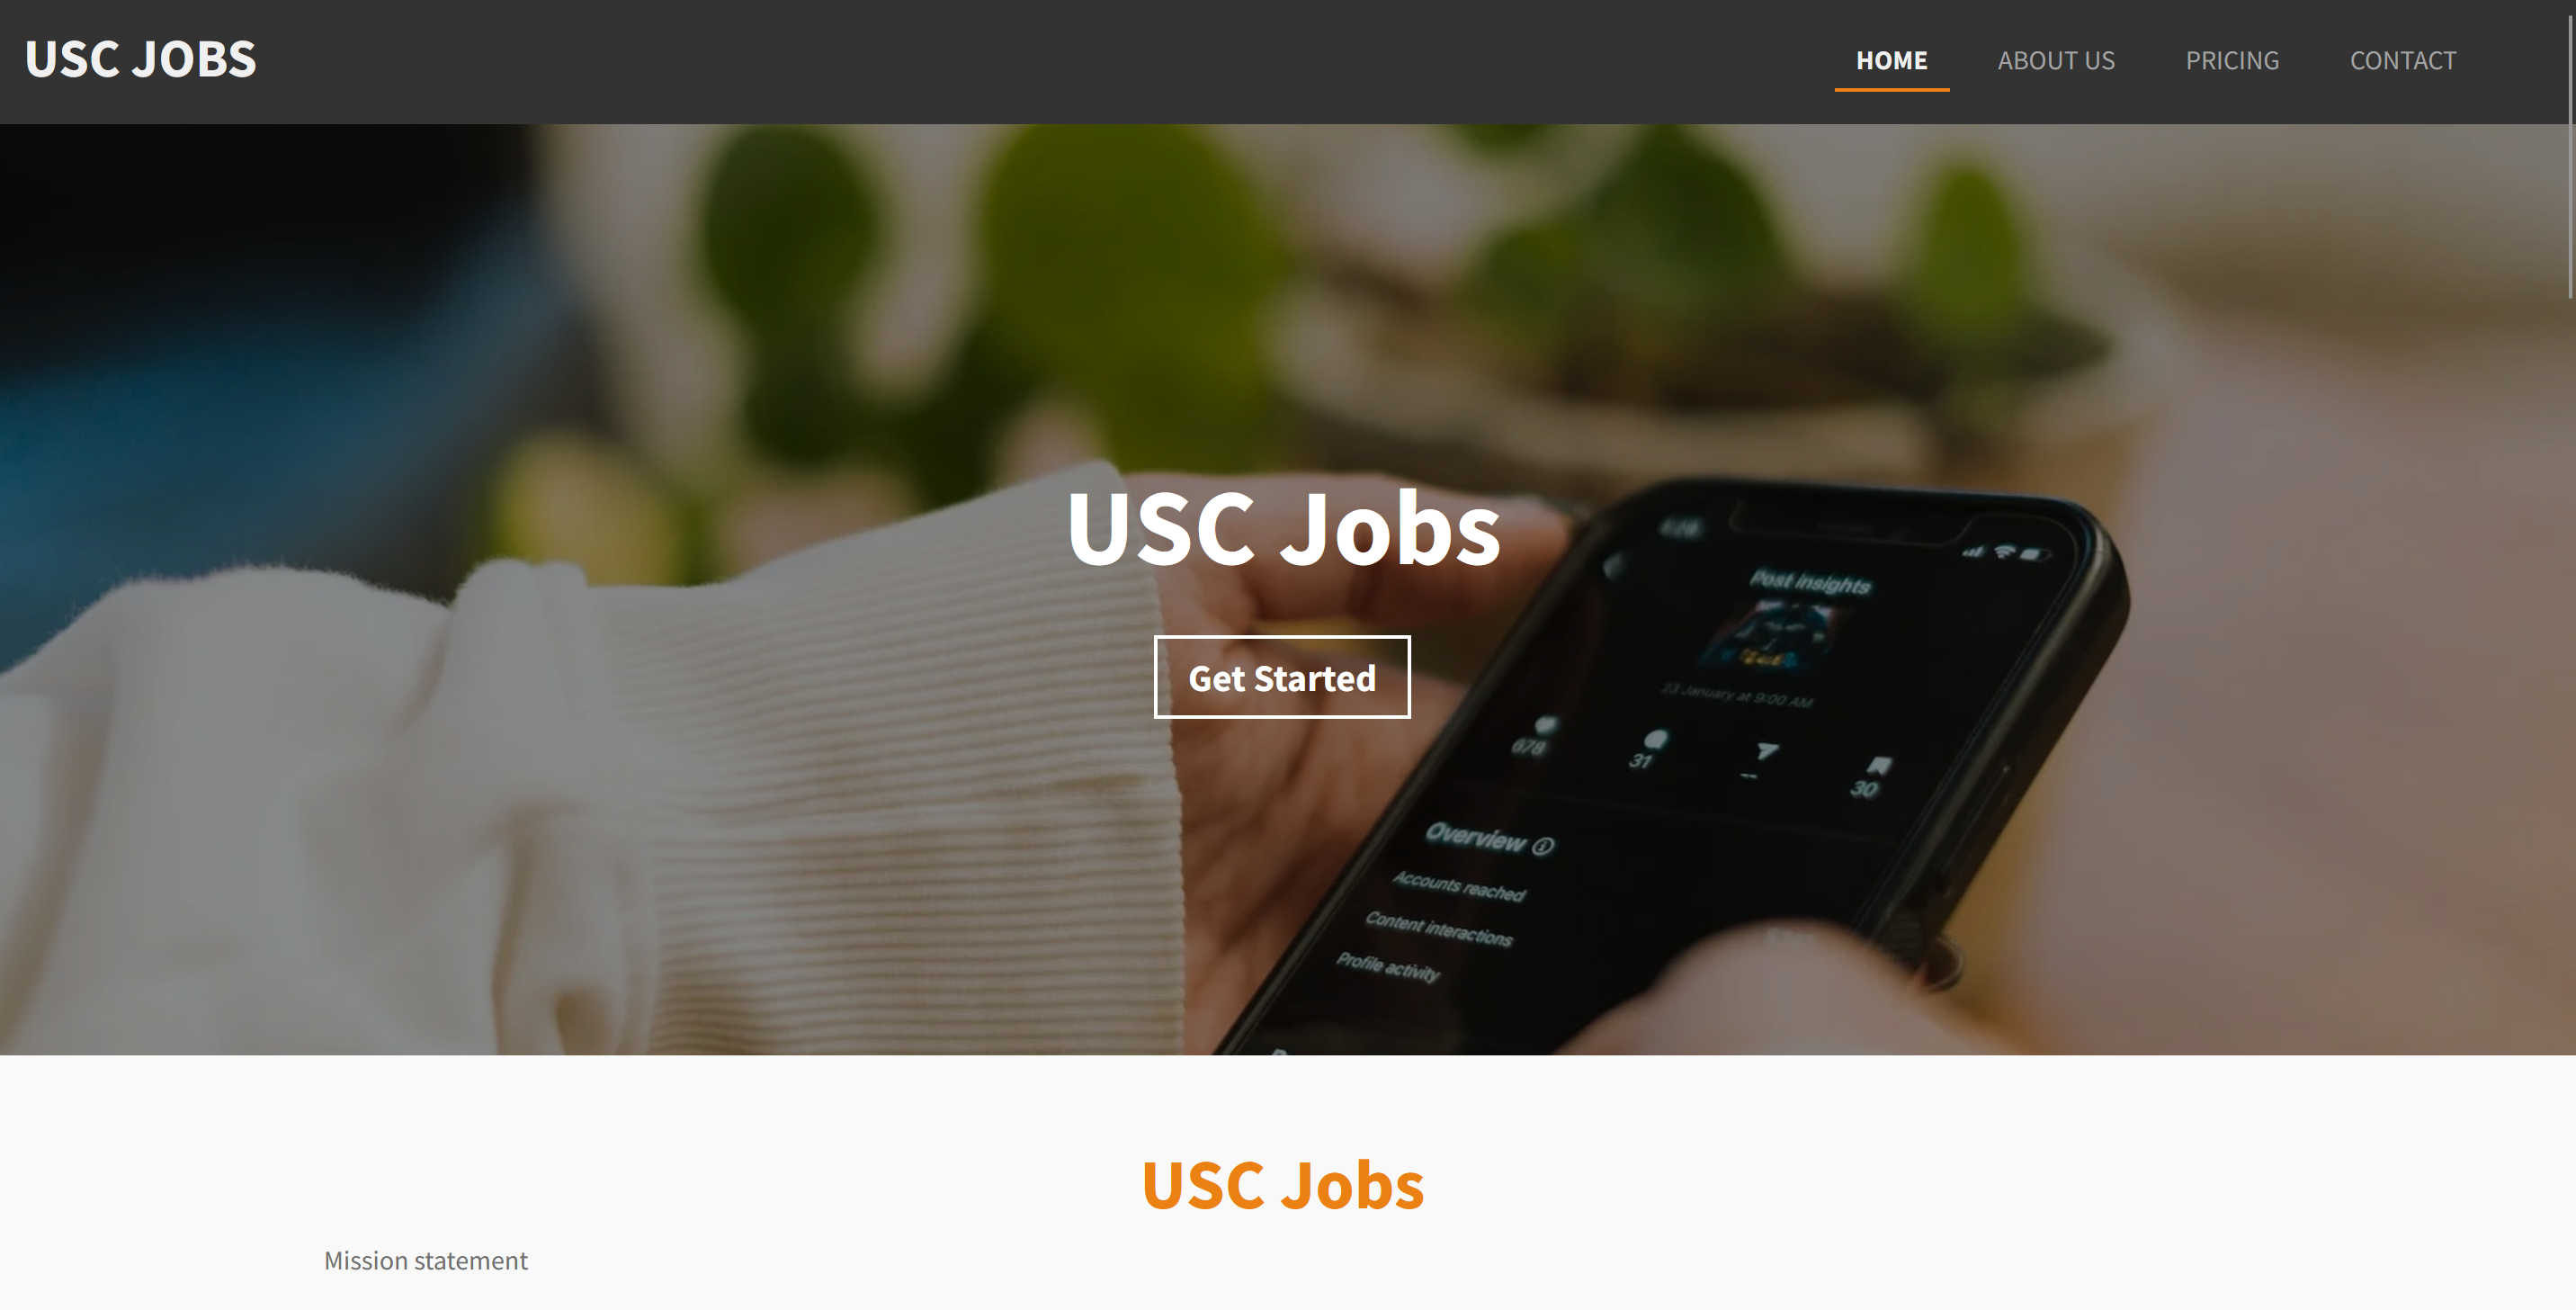 USC JOBS
HOME ABOUT US PRICING CONTACT
USC Jobs
Get Started
Post insights
23 January at 9:00 AM
678 31 -- 30
Overview
Accounts reached
Content interactions
Profile activity
USC Jobs
Mission statement